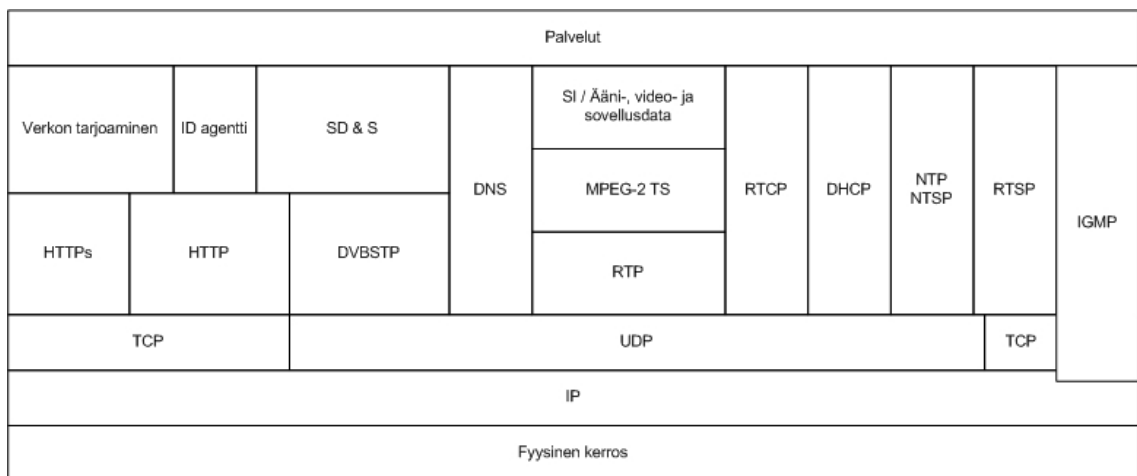 Palvelut
Verkon tarjoaminen
ID agentti
SD & S
DNS
SI / Ääni-, video- ja
sovellusdata
MPEG-2 TS
RTP
RTCP
DHCP
NTP
NTSP
RTSP
IGMP
HTTPs
HTTP
DVBSTP
TCP
UDP
TCP
IP
Fyysinen kerros